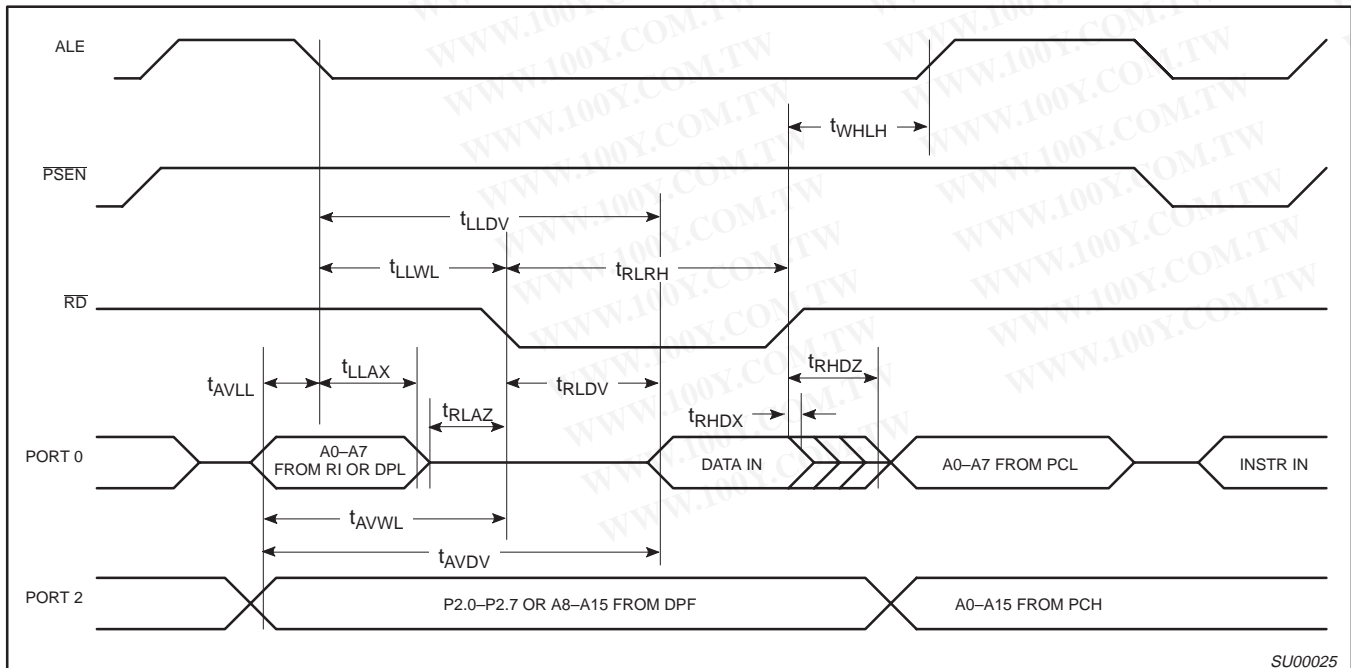 ALE
tWHLH
PSEN
tLLDV
tLLWL
tRLRH
RD
tAVLL
tLLAX
tRLAZ
tRLDV
tRHDZ
tRHDX
PORT 0
A0–A7
FROM RI OR DPL
DATA IN
A0–A7 FROM PCL
INSTR IN
tAVWL
tAVDV
PORT 2
P2.0–P2.7 OR A8–A15 FROM DPF
A0–A15 FROM PCH
SU00025
WWW.100Y.COM.TW